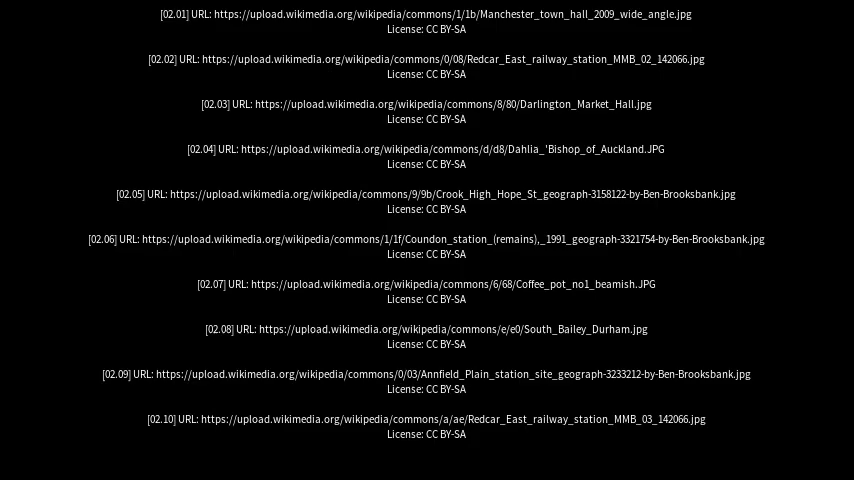 [02.01] URL: https://upload.wikimedia.org/wikipedia/commons/1/1b/Manchester_town_hall_2009_wide_angle.jpg
License: CC BY-SA
[02.02] URL: https://upload.wikimedia.org/wikipedia/commons/0/08/Redcar_East_railway_station_MMB_02_142066.jpg
License: CC BY-SA
[02.03] URL: https://upload.wikimedia.org/wikipedia/commons/8/80/Darlington_Market_Hall.jpg
License: CC BY-SA
[02.04] URL: https://upload.wikimedia.org/wikipedia/commons/d/d8/Dahlia_'Bishop_of_Auckland.JPG
License: CC BY-SA
[02.05] URL: https://upload.wikimedia.org/wikipedia/commons/9/9b/Crook_High_Hope_St_geograph-3158122-by-Ben-Brooksbank.jpg
License: CC BY-SA
[02.06] URL: https://upload.wikimedia.org/wikipedia/commons/1/1f/Coundon_station_(remains),_1991_geograph-3321754-by-Ben-Brooksbank.jpg
License: CC BY-SA
[02.07] URL: https://upload.wikimedia.org/wikipedia/commons/6/68/Coffee_pot_no1_beamish.JPG
License: CC BY-SA
[02.08] URL: https://upload.wikimedia.org/wikipedia/commons/e/e0/South_Bailey_Durham.jpg
License: CC BY-SA
[02.09] URL: https://upload.wikimedia.org/wikipedia/commons/0/03/Annfield_Plain_station_site_geograph-3233212-by-Ben-Brooksbank.jpg
License: CC BY-SA
[02.10] URL: https://upload.wikimedia.org/wikipedia/commons/a/ae/Redcar_East_railway_station_MMB_03_142066.jpg
License: CC BY-SA